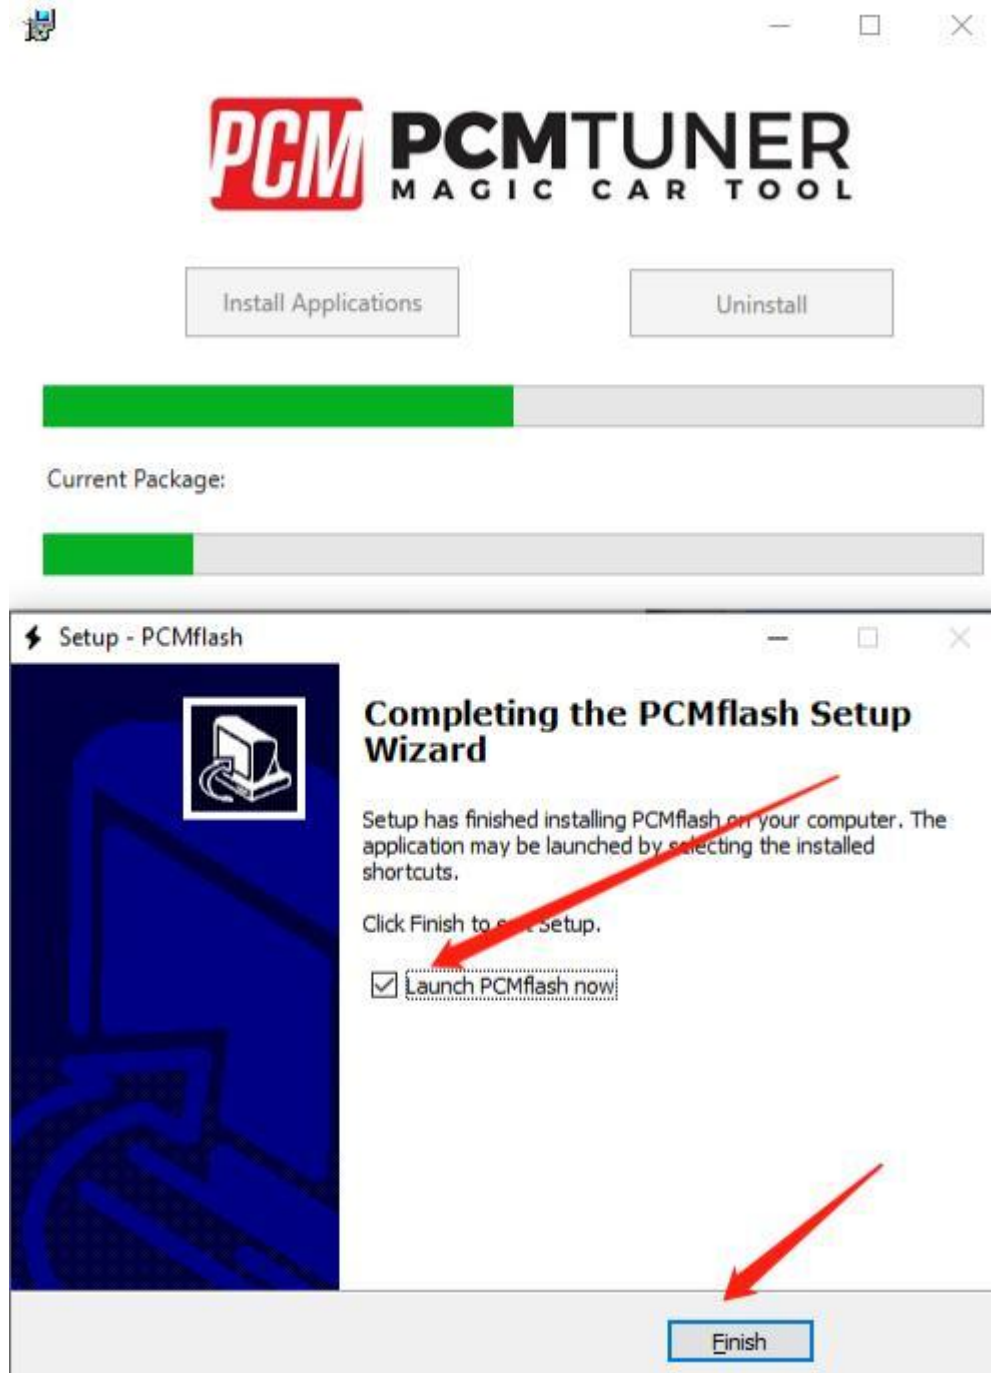 PCM PCMTUNER
MAGIC CAR TOOL
Install Applications
Uninstall
Current Package:
Setup - PCMflash
Completing the PCMflash Setup
Wizard
Setup has finished installing PCMflash on your computer. The
application may be launched by selecting the installed
shortcuts.
Click Finish to Setup.
Launch PCMflash now
Finish